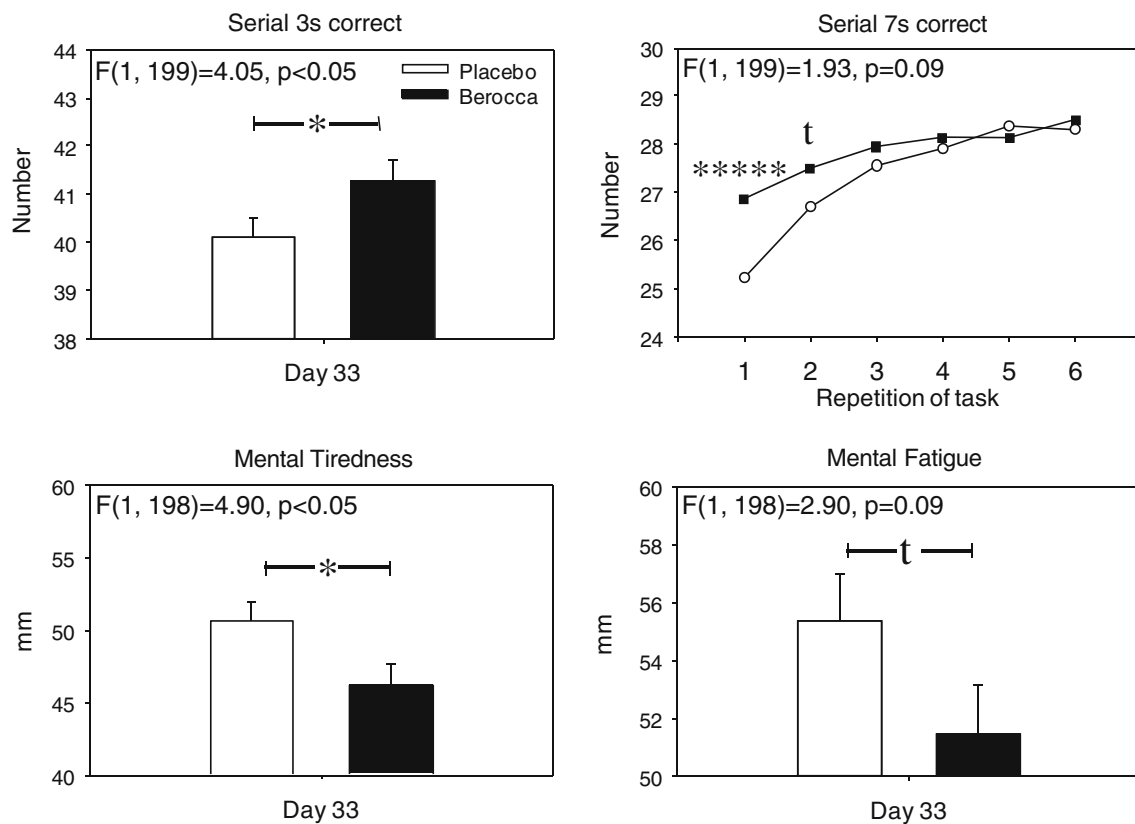 Serial 3s correct
44
43
42
41
40
39
38
Number
F(1, 199)=4.05, p<0.05
Placebo
Berocca
*
Day 33
Serial 7s correct
30
29
28
27
26
25
24
Number
F(1, 199)=1.93, p=0.09
t
*****
1 2 3 4 5 6
Repetition of task
Mental Tiredness
60
55
50
45
40
mm
F(1, 198)=4.90, p<0.05
*
Day 33
Mental Fatigue
60
58
56
54
52
50
mm
F(1, 198)=2.90, p=0.09
t
Day 33